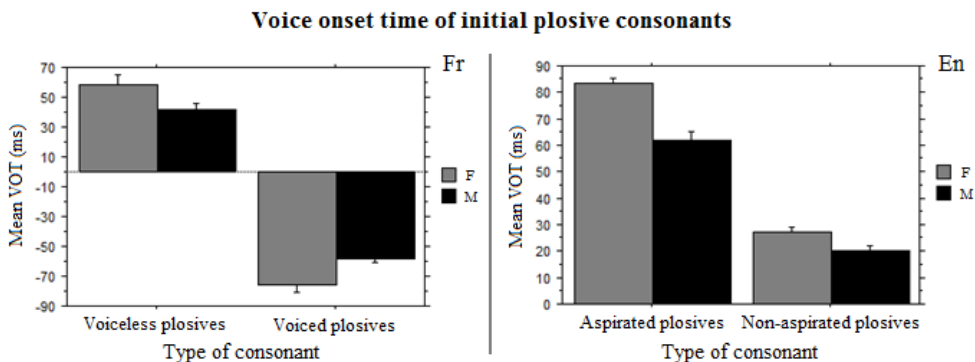 Voice onset time of initial plosive consonants
Fr
Mean VOT (ms)
70
50
30
10
-10
-30
-50
-70
-90
F
M
Voiceless plosives Voiced plosives
Type of consonant
En
Mean VOT (ms)
90
80
70
60
50
40
30
20
10
0
F
M
Aspirated plosives Non-aspirated plosives
Type of consonant